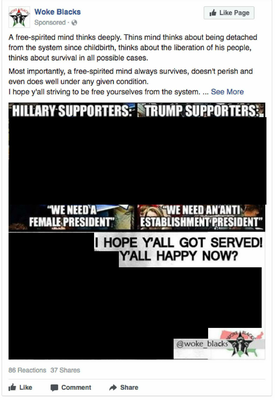 Woke Blacks
Sponsored ·
Like Page
A free-spirited mind thinks deeply. Thins mind thinks about being detached
from the system since childbirth, thinks about the liberation of his people,
thinks about survival in all possible cases.
Most importantly, a free-spirited mind always survives, doesn't perish and
even does well under any given condition.
I hope y'all striving to be free yourselves from the system. ... See More
HILLARY SUPPORTERS: TRUMP SUPPORTERS:
"WE NEED A "WE NEED AN ANTI
FEMALE PRESIDENT" ESTABLISHMENT PRESIDENT"
I HOPE Y'ALL GOT SERVED!
Y'ALL HAPPY NOW?
@woke_blacks
86 Reactions 37 Shares
Like Comment Share